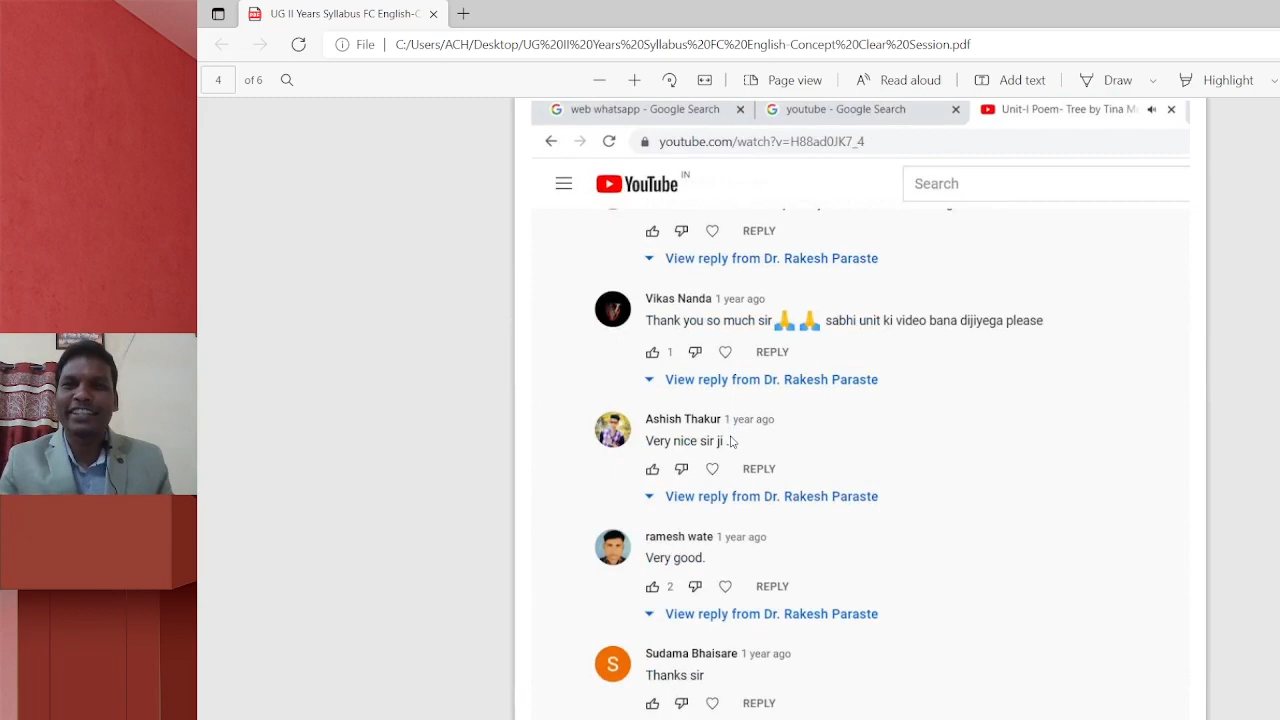 UG II Years Syllabus FC English-C
File C:/Users/ACH/Desktop/UG%20II%20Years%20Syllabus%20FC%20English-Concept%20Clear%20Session.pdf
4 of 6 Page view Read aloud Add text Draw Highlight
web whatsapp - Google Search youtube - Google Search Unit-I Poem- Tree by Tina M
youtube.com/watch?v=H88ad0JK7_4
YouTube IN Search
REPLY
View reply from Dr. Rakesh Paraste
Vikas Nanda 1 year ago
Thank you so much sir🙏 🙏 sabhi unit ki video bana dijiyega please
1 REPLY
View reply from Dr. Rakesh Paraste
Ashish Thakur 1 year ago
Very nice sir ji
REPLY
View reply from Dr. Rakesh Paraste
ramesh wate 1 year ago
Very good.
2 REPLY
View reply from Dr. Rakesh Paraste
S Sudama Bhaisare 1 year ago
Thanks sir
REPLY